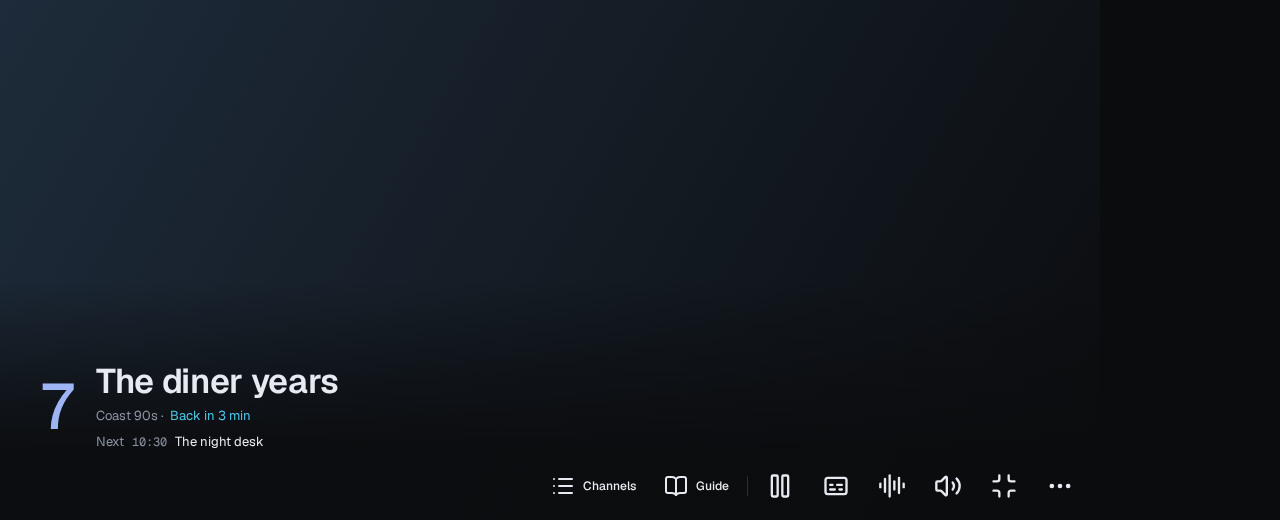 7
The diner years
Coast 90s · Back in 3 min
Next 10:30 The night desk
Channels Guide